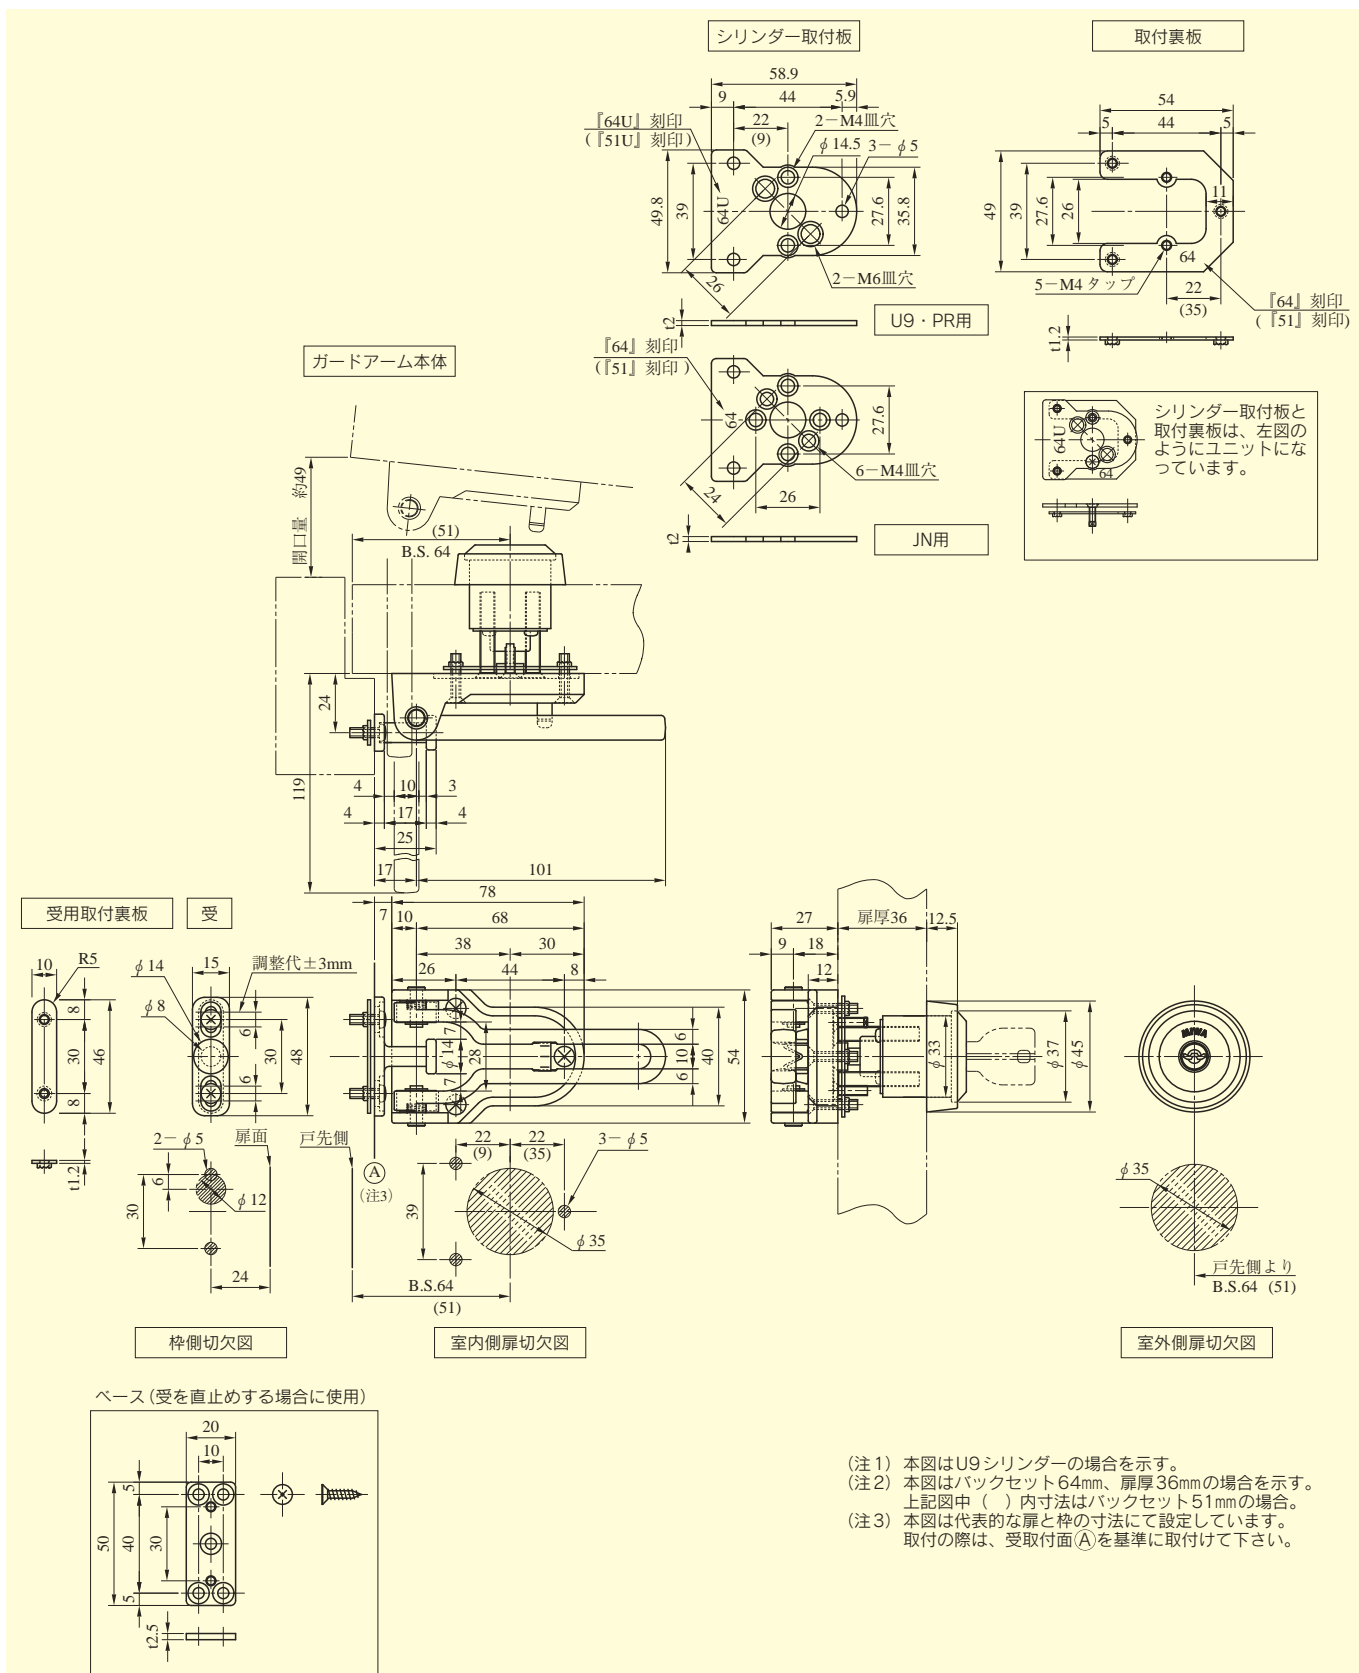 シリンダー取付板
58.9
9
44
5.9
22
(9)
2－M4皿穴
φ14.5
3－φ5
『64U』刻印
(『51U』刻印)
49.8
39
64U
27.6
35.8
26
2－M6皿穴
t2
U9・PR用
取付裏板
54
5
44
5
49
39
27.6
26
11
64
5－M4タップ
22
(35)
『64』刻印
(『51』刻印)
t1.2
『64』刻印
(『51』刻印)
64
27.6
24
26
6－M4皿穴
t2
JN用
64U
64
シリンダー取付板と
取付裏板は、左図の
ようにユニットにな
っています。
ガードアーム本体
開口量　約49
(51)
B.S. 64
24
119
4
10
3
4
17
4
25
17
101
78
7
10
68
38
30
26
44
8
7
φ14
28
7
6
10
6
40
54
受用取付裏板
10
R5
8
30
46
8
t1.2
受
φ14
φ8
15
調整代±3mm
6
30
48
6
2－φ5
扉面
6
30
φ12
24
枠側切欠図
戸先側
Ⓐ
(注3)
22
(9)
22
(35)
3－φ5
39
φ35
B.S.64
(51)
室内側扉切欠図
27
扉厚36
12.5
9
18
12
φ33
φ37
φ45
MIWA
φ35
戸先側より
B.S.64 (51)
室外側扉切欠図
ベース(受を直止めする場合に使用)
20
10
5
50
40
30
5
t2.5
(注1) 本図はU9シリンダーの場合を示す。
(注2) 本図はバックセット64mm、扉厚36mmの場合を示す。
上記図中（　）内寸法はバックセット51mmの場合。
(注3) 本図は代表的な扉と枠の寸法にて設定しています。
取付の際は、受取付面Ⓐを基準に取付けて下さい。